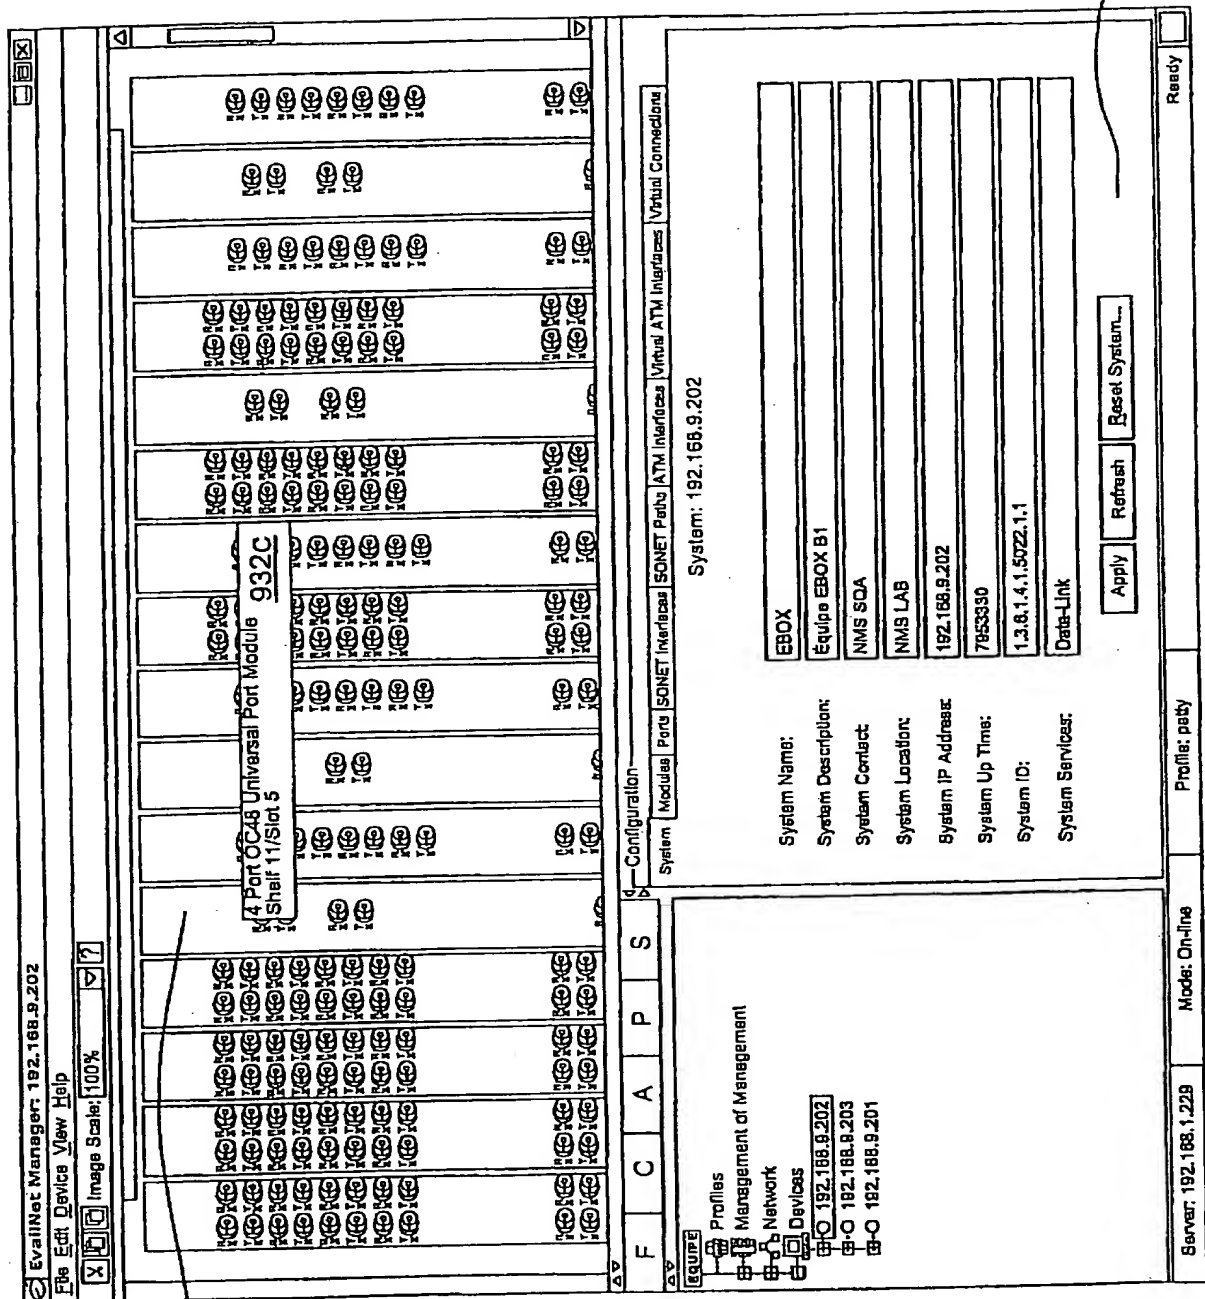 EvailNet Manager: 192.168.9.202
File Edit Device View Help
Image Scale: 100%
?
4 Port OC48 Universal Port Module
Shelf 11/Slot 5
932C
F C A P S
EQUIPE
Profiles
Management of Management
Network
Devices
192.168.9.202
192.168.9.203
192.168.9.201
Configuration
System Modules Ports SONET Interfaces SONET Paths ATM Interfaces Virtual ATM Interfaces Virtual Connections
System: 192.168.9.202
System Name: EBOX
System Description: Equipe EBOX B1
System Contact: NMS SQA
System Location: NMS LAB
System IP Address: 192.168.9.202
System Up Time: 7953330
System ID: 1.3.6.1.4.1.5022.1.1
System Services: Data-Link
Apply Refresh Reset System...
Server: 192.168.1.229 Mode: On-line Profile: patty Ready